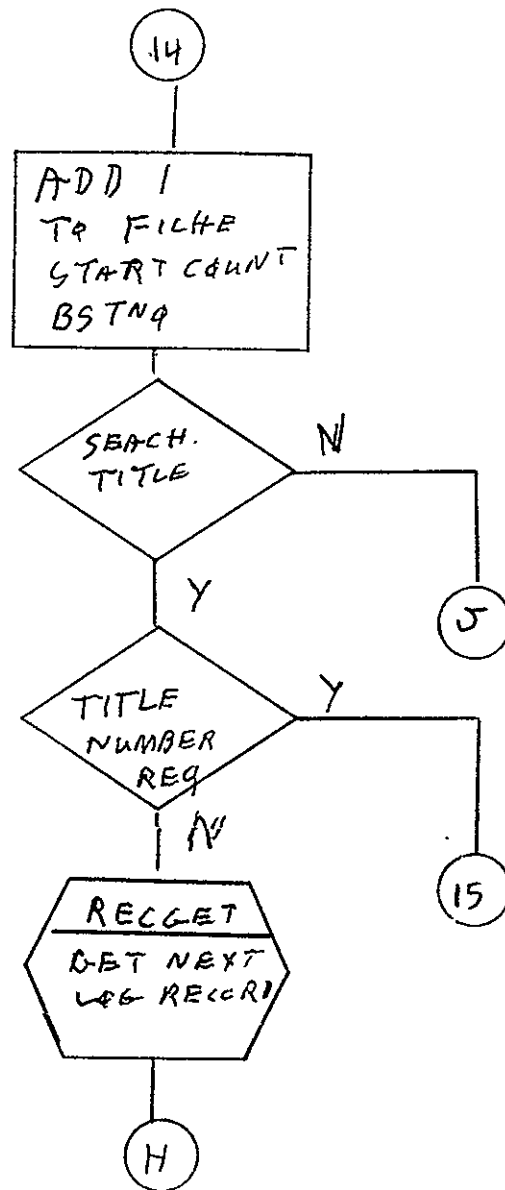 14
ADD 1
TO FICHE
START COUNT
BSTNO
SEACH.
TITLE
N
J
Y
TITLE
NUMBER
REQ
Y
N
15
RECGET
GET NEXT
LOG RECORD
H